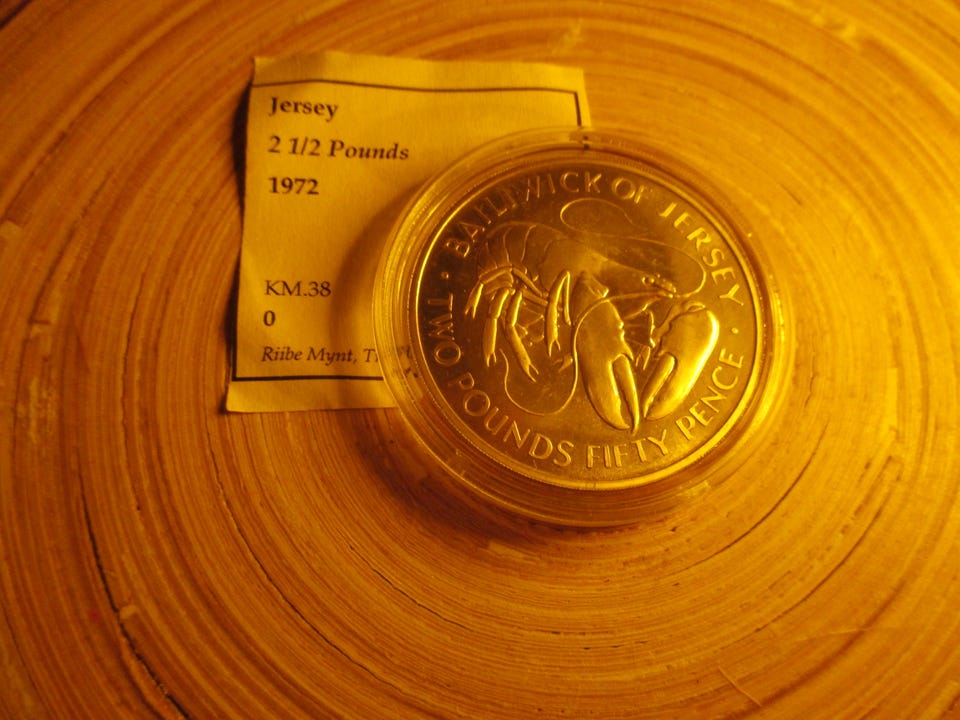 Jersey
2 1/2 Pounds
1972
KM.38
0
Riibe Mynt,
BAILIWICK OF JERSEY
TWO POUNDS FIFTY PENCE